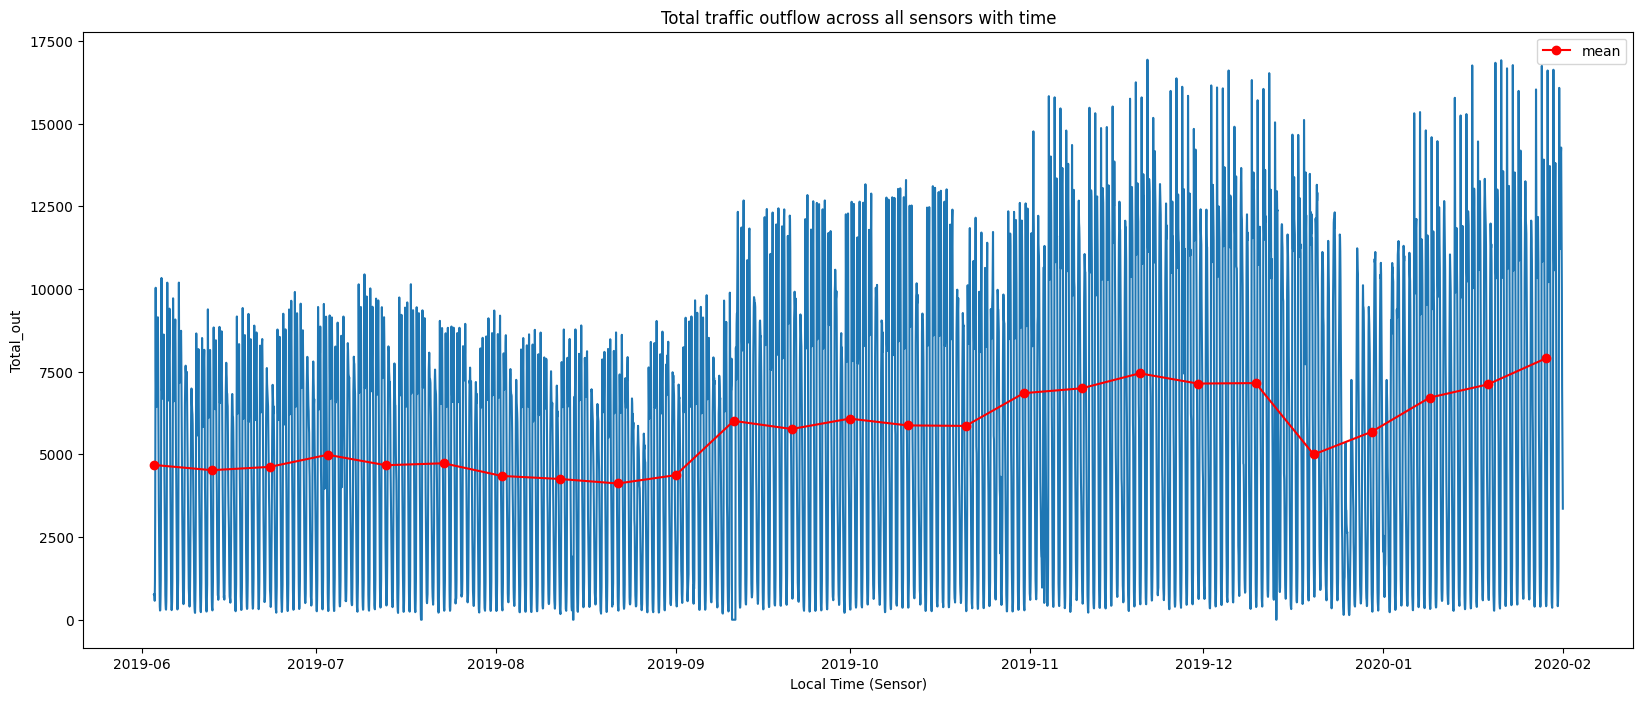 Total traffic outflow across all sensors with time
mean
Total_out
17500
15000
12500
10000
7500
5000
2500
0
2019-06 2019-07 2019-08 2019-09 2019-10 2019-11 2019-12 2020-01 2020-02
Local Time (Sensor)